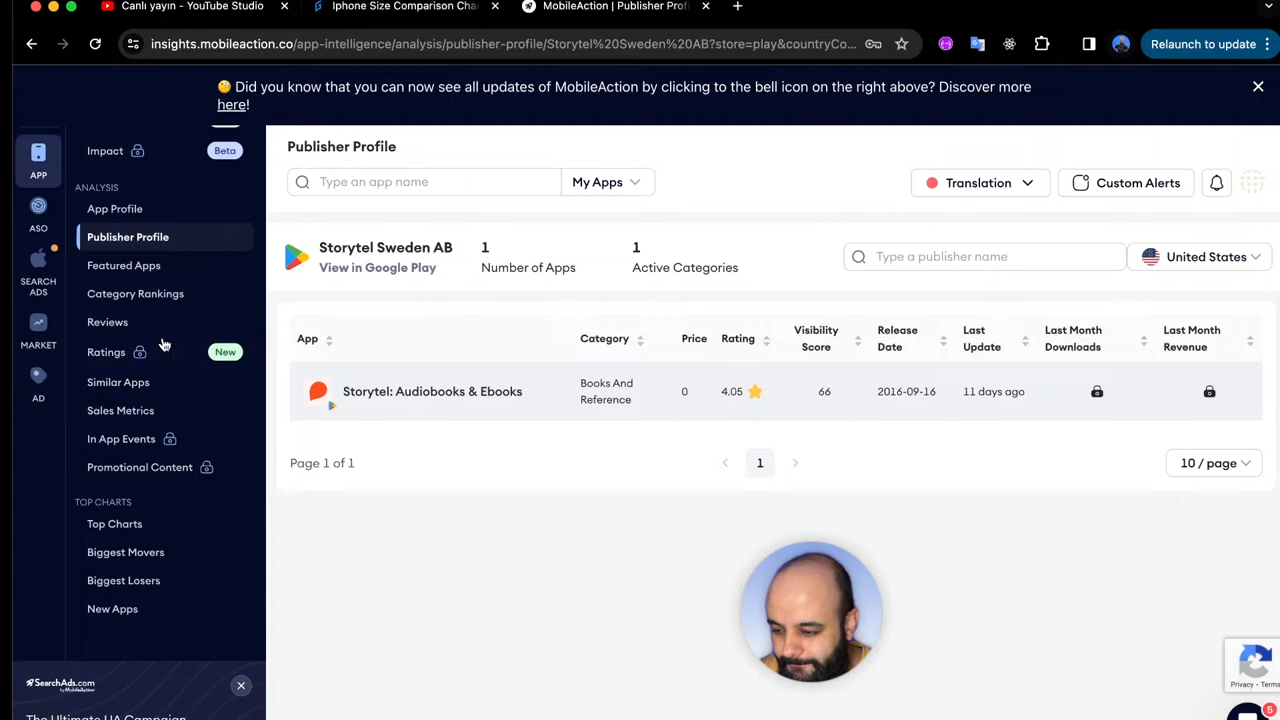 Canlı yayın - YouTube Studio
Iphone Size Comparison Cha
MobileAction | Publisher Profi
insights.mobileaction.co/app-intelligence/analysis/publisher-profile/Storytel%20Sweden%20AB?store=play&countryCo...
Relaunch to update
🤔 Did you know that you can now see all updates of MobileAction by clicking to the bell icon on the right above? Discover more
here!
APP
ASO
SEARCH
ADS
MARKET
AD
Impact
Beta
ANALYSIS
App Profile
Publisher Profile
Featured Apps
Category Rankings
Reviews
Ratings
New
Similar Apps
Sales Metrics
In App Events
Promotional Content
TOP CHARTS
Top Charts
Biggest Movers
Biggest Losers
New Apps
SearchAds.com
by MobileAction
The Ultimate UA Campaign
Publisher Profile
Type an app name
My Apps
Translation
Custom Alerts
Storytel Sweden AB
View in Google Play
1
Number of Apps
1
Active Categories
Type a publisher name
United States
App
Category
Price
Rating
Visibility
Score
Release
Date
Last
Update
Last Month
Downloads
Last Month
Revenue
Storytel: Audiobooks & Ebooks
Books And
Reference
0
4.05
66
2016-09-16
11 days ago
Page 1 of 1
1
10 / page
Privacy - Terms
5